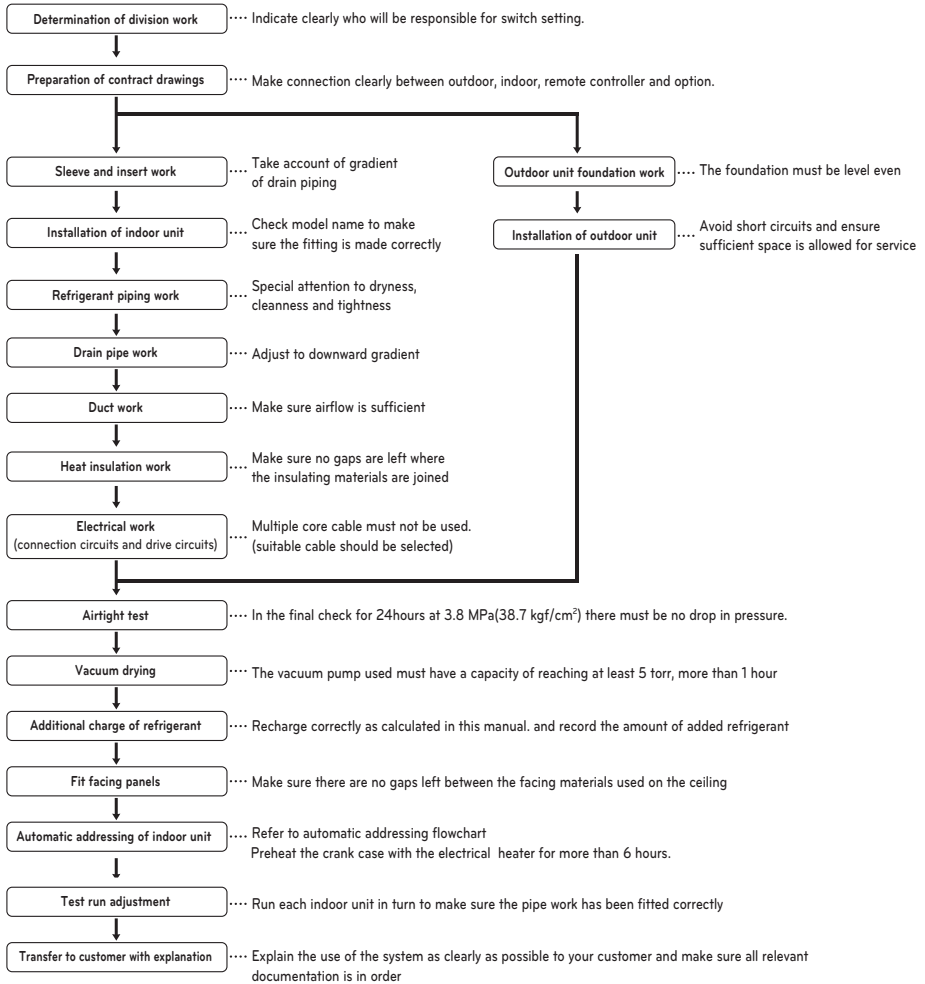 Determination of division work
Indicate clearly who will be responsible for switch setting.
Preparation of contract drawings
Make connection clearly between outdoor, indoor, remote controller and option.
Sleeve and insert work
Take account of gradient
of drain piping
Outdoor unit foundation work
The foundation must be level even
Installation of indoor unit
Check model name to make
sure the fitting is made correctly
Installation of outdoor unit
Avoid short circuits and ensure
sufficient space is allowed for service
Refrigerant piping work
Special attention to dryness,
cleanness and tightness
Drain pipe work
Adjust to downward gradient
Duct work
Make sure airflow is sufficient
Heat insulation work
Make sure no gaps are left where
the insulating materials are joined
Electrical work
(connection circuits and drive circuits)
Multiple core cable must not be used.
(suitable cable should be selected)
Airtight test
In the final check for 24hours at 3.8 MPa(38.7 kgf/cm²) there must be no drop in pressure.
Vacuum drying
The vacuum pump used must have a capacity of reaching at least 5 torr, more than 1 hour
Additional charge of refrigerant
Recharge correctly as calculated in this manual. and record the amount of added refrigerant
Fit facing panels
Make sure there are no gaps left between the facing materials used on the ceiling
Automatic addressing of indoor unit
Refer to automatic addressing flowchart
Preheat the crank case with the electrical heater for more than 6 hours.
Test run adjustment
Run each indoor unit in turn to make sure the pipe work has been fitted correctly
Transfer to customer with explanation
Explain the use of the system as clearly as possible to your customer and make sure all relevant
documentation is in order